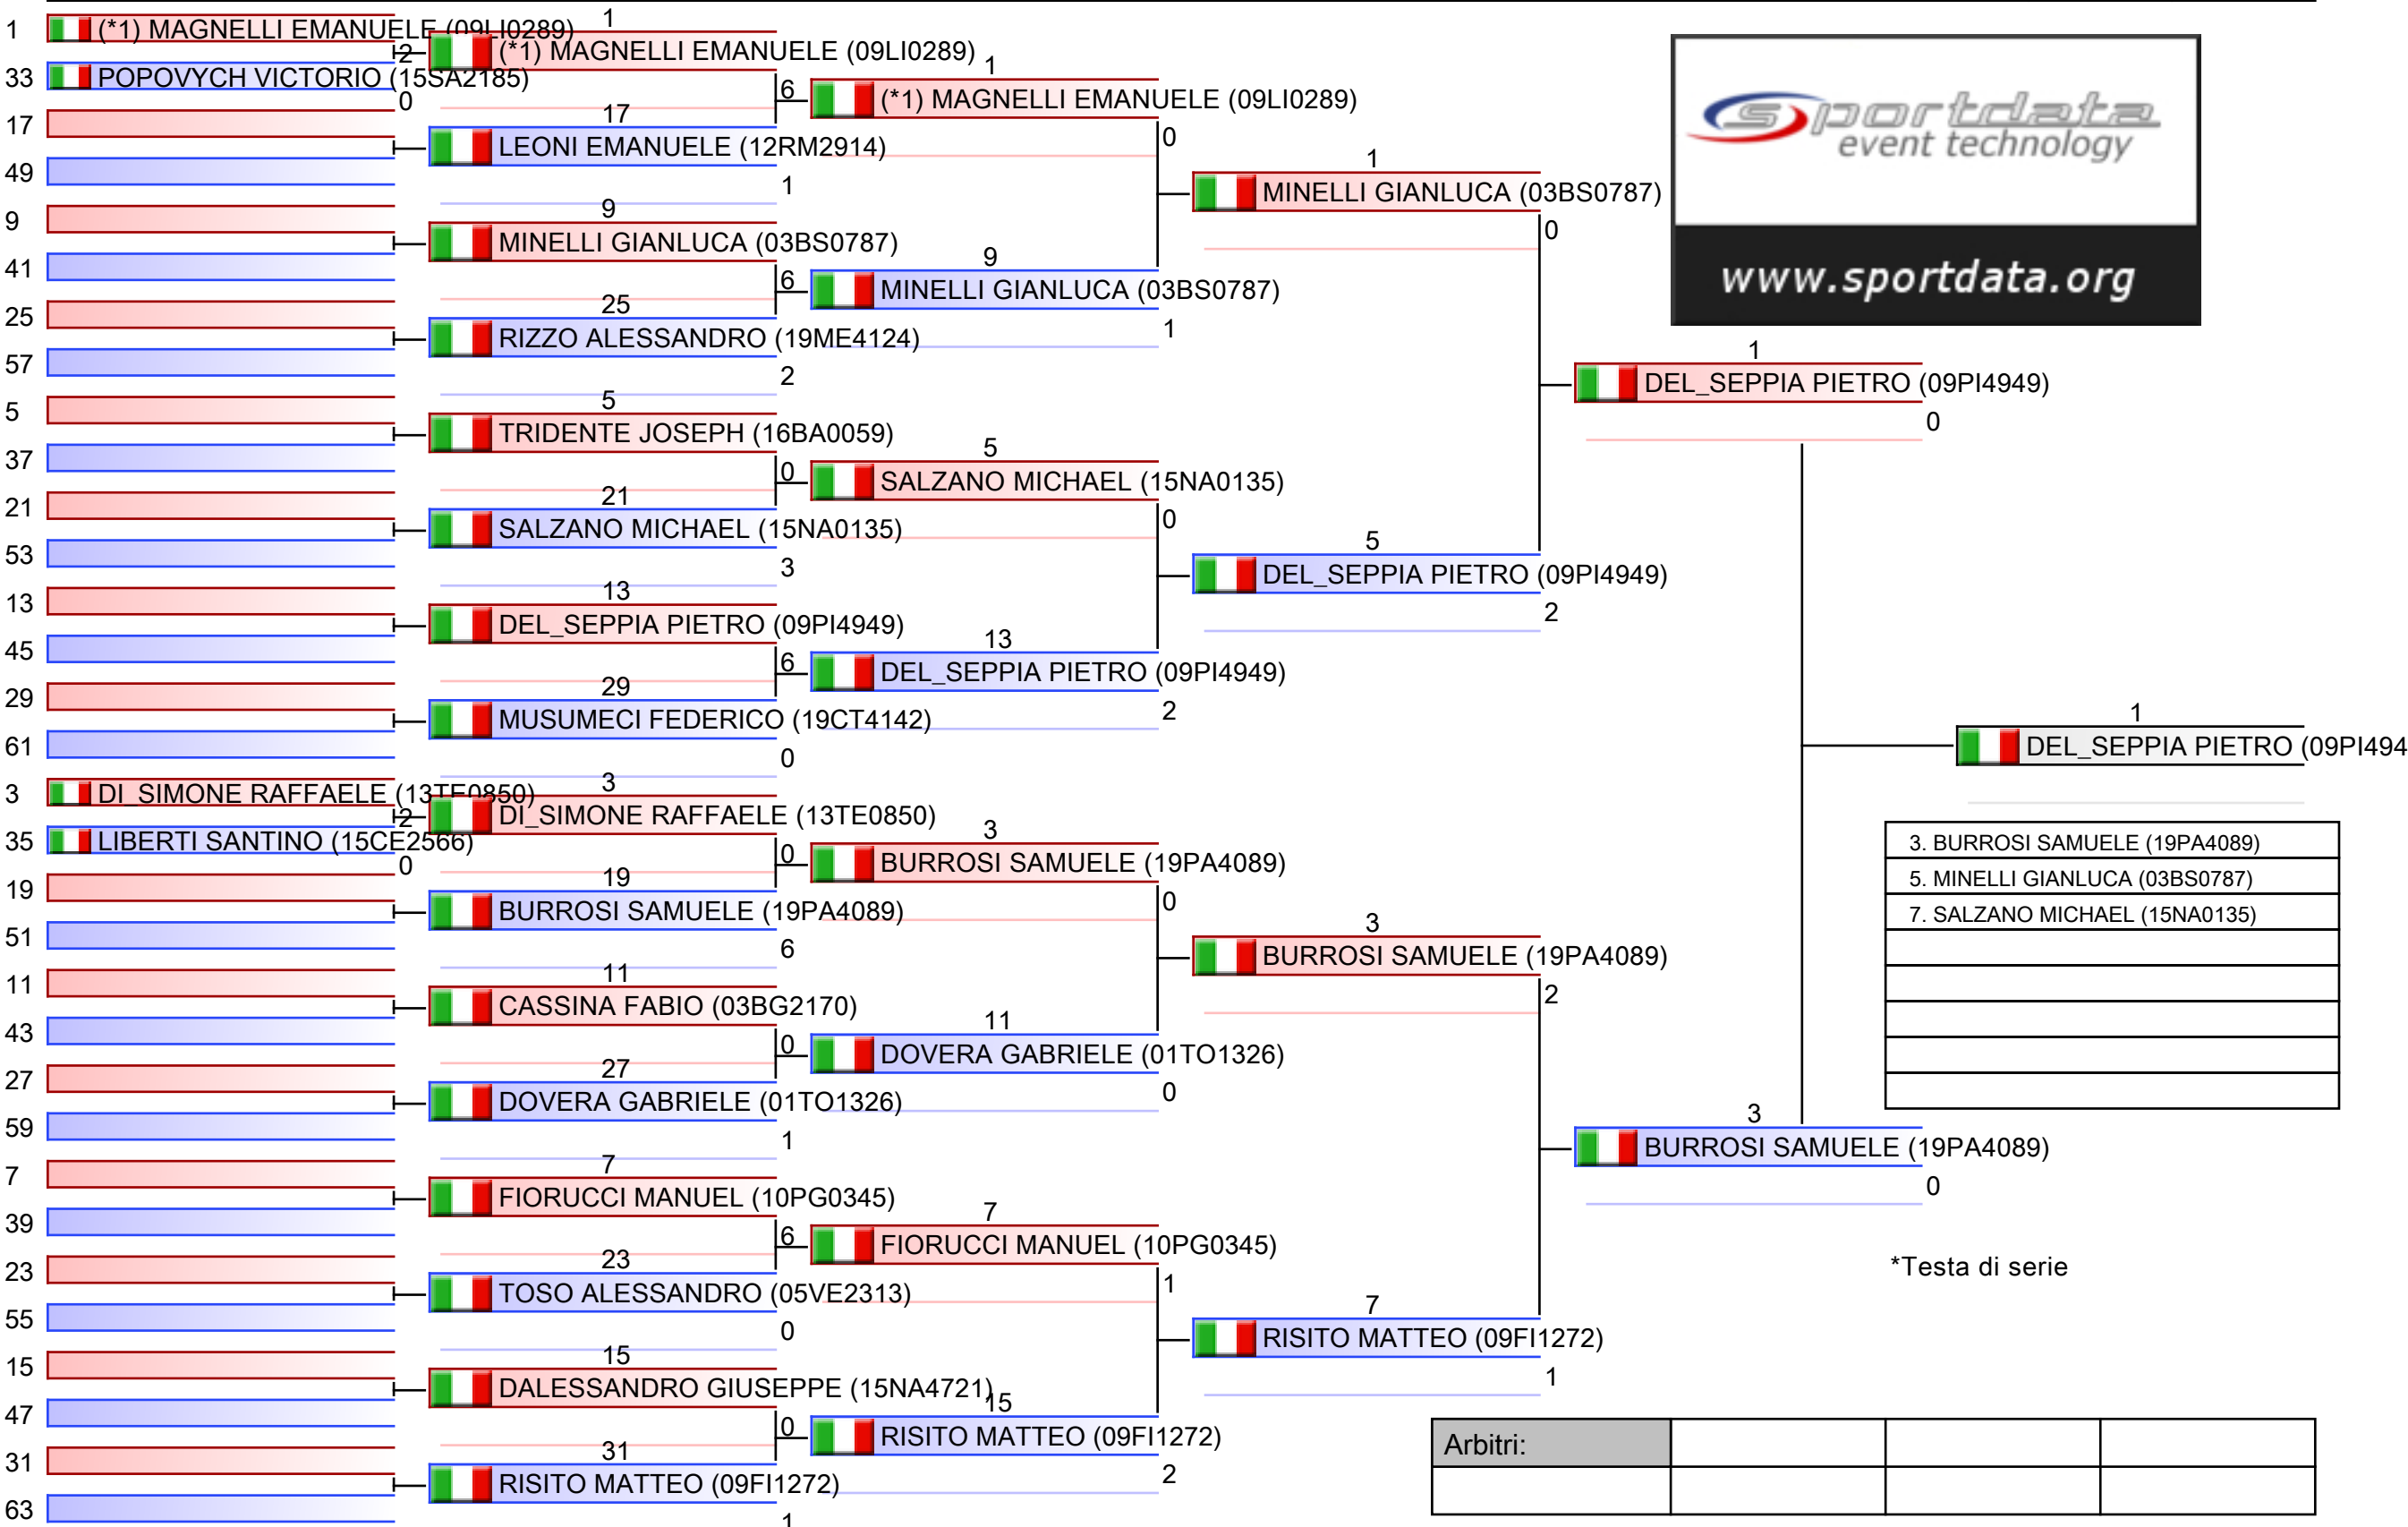 1 (*1) MAGNELLI EMANUELE (09LI0289)
2
33 POPOVYCH VICTORIO (15SA2185)
0
17
49
9
41
25
57
5
37
21
53
13
45
29
61
3 DI_SIMONE RAFFAELE (13TE0850)
2
35 LIBERTI SANTINO (15CE2566)
0
19
51
11
43
27
59
7
39
23
55
15
47
31
63
1
(*1) MAGNELLI EMANUELE (09LI0289)
6
17
LEONI EMANUELE (12RM2914)
1
9
MINELLI GIANLUCA (03BS0787)
6
25
RIZZO ALESSANDRO (19ME4124)
2
5
TRIDENTE JOSEPH (16BA0059)
0
21
SALZANO MICHAEL (15NA0135)
3
13
DEL_SEPPIA PIETRO (09PI4949)
6
29
MUSUMECI FEDERICO (19CT4142)
0
3
DI_SIMONE RAFFAELE (13TE0850)
0
19
BURROSI SAMUELE (19PA4089)
6
11
CASSINA FABIO (03BG2170)
0
27
DOVERA GABRIELE (01TO1326)
1
7
FIORUCCI MANUEL (10PG0345)
6
23
TOSO ALESSANDRO (05VE2313)
0
15
DALESSANDRO GIUSEPPE (15NA4721)
0
31
RISITO MATTEO (09FI1272)
1
1
(*1) MAGNELLI EMANUELE (09LI0289)
0
9
MINELLI GIANLUCA (03BS0787)
1
5
SALZANO MICHAEL (15NA0135)
0
13
DEL_SEPPIA PIETRO (09PI4949)
2
3
BURROSI SAMUELE (19PA4089)
0
11
DOVERA GABRIELE (01TO1326)
0
7
FIORUCCI MANUEL (10PG0345)
1
15
RISITO MATTEO (09FI1272)
2
1
MINELLI GIANLUCA (03BS0787)
0
5
DEL_SEPPIA PIETRO (09PI4949)
2
3
BURROSI SAMUELE (19PA4089)
2
7
RISITO MATTEO (09FI1272)
1
sportdata
event technology
www.sportdata.org
1
DEL_SEPPIA PIETRO (09PI4949)
0
3
BURROSI SAMUELE (19PA4089)
0
1
DEL_SEPPIA PIETRO (09PI494
3. BURROSI SAMUELE (19PA4089)
5. MINELLI GIANLUCA (03BS0787)
7. SALZANO MICHAEL (15NA0135)
*Testa di serie
Arbitri: